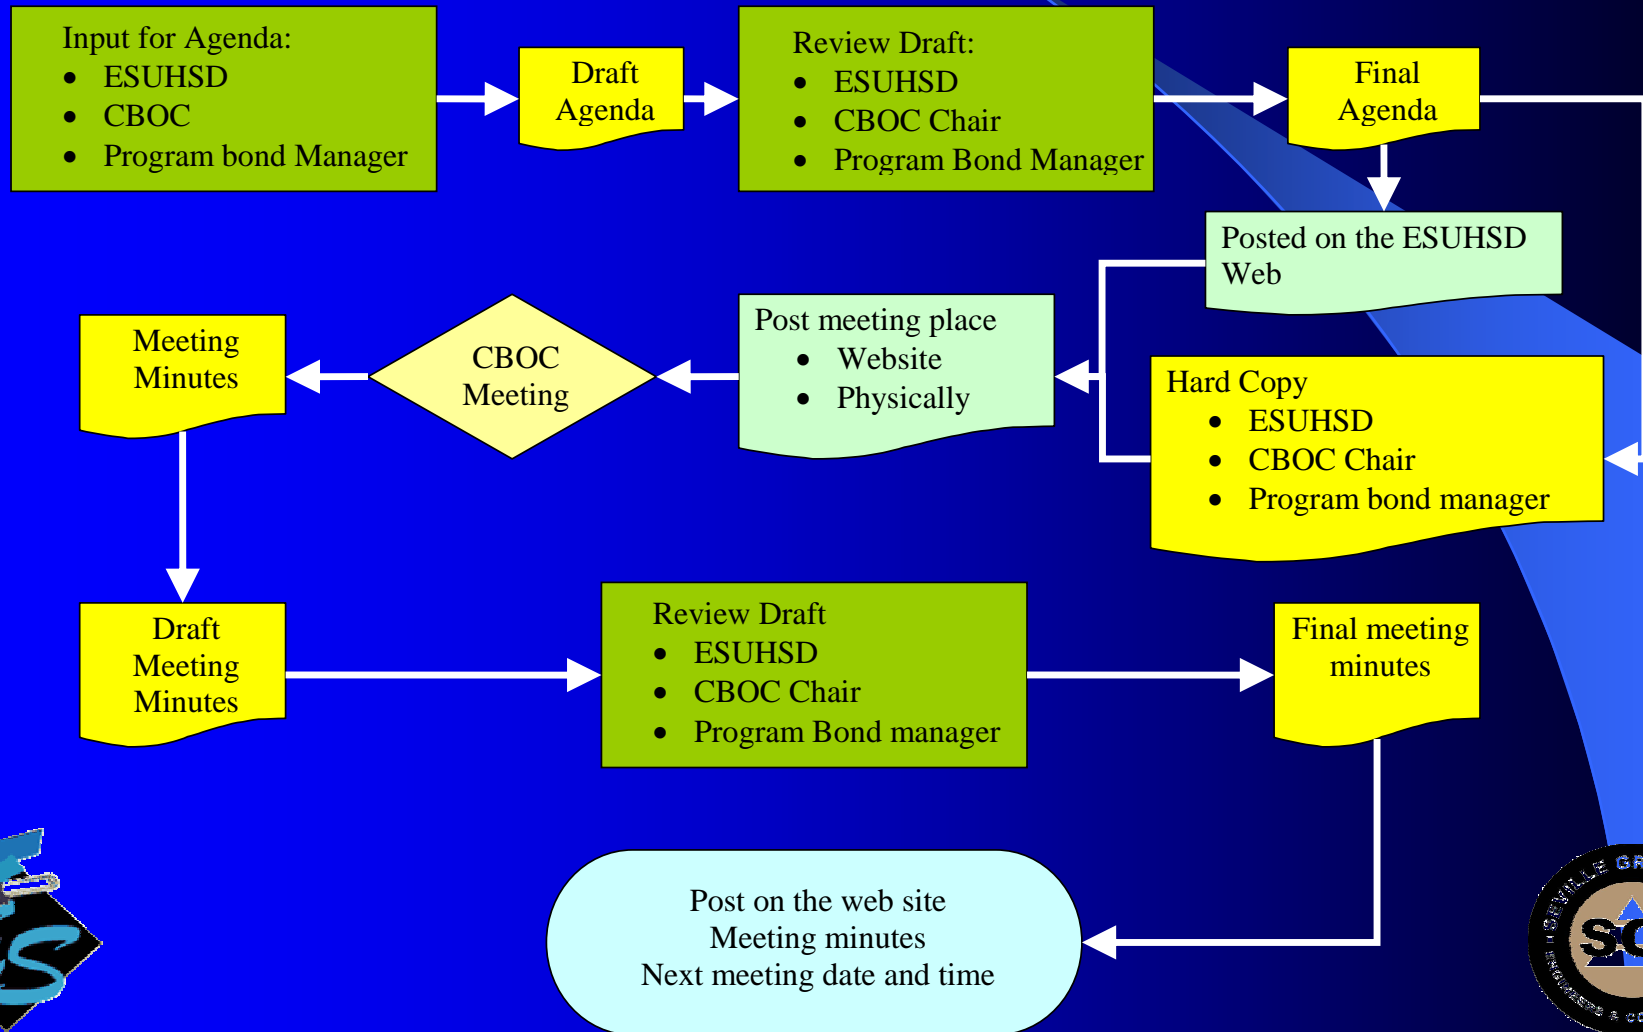 Input for Agenda:
• ESUHSD
• CBOC
• Program bond Manager
Draft
Agenda
Review Draft:
• ESUHSD
• CBOC Chair
• Program Bond Manager
Final
Agenda
Posted on the ESUHSD
Web
Meeting
Minutes
CBOC
Meeting
Post meeting place
• Website
• Physically
Hard Copy
• ESUHSD
• CBOC Chair
• Program bond manager
Draft
Meeting
Minutes
Review Draft
• ESUHSD
• CBOC Chair
• Program Bond manager
Final meeting
minutes
Post on the web site
Meeting minutes
Next meeting date and time